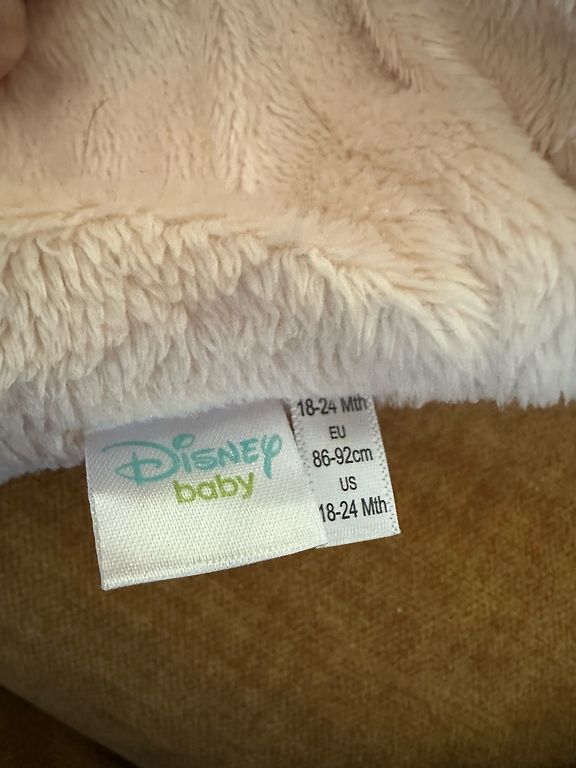 Disney
baby
18-24 Mth
EU
86-92cm
US
18-24 Mth